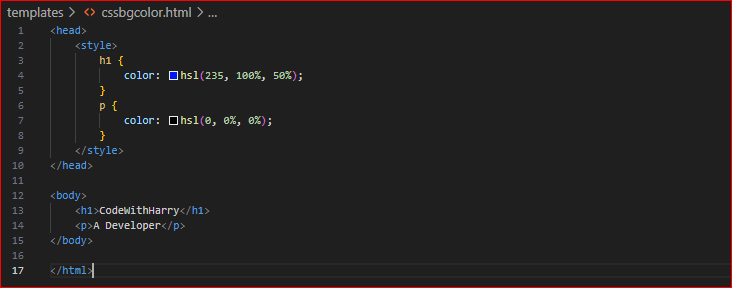 templates > <> cssbgcolor.html > ...
1 <head>
2 <style>
3 h1 {
4 color: hsl(235, 100%, 50%);
5 }
6 p {
7 color: hsl(0, 0%, 0%);
8 }
9 </style>
10 </head>
11
12 <body>
13 <h1>CodeWithHarry</h1>
14 <p>A Developer</p>
15 </body>
16
17 </html>